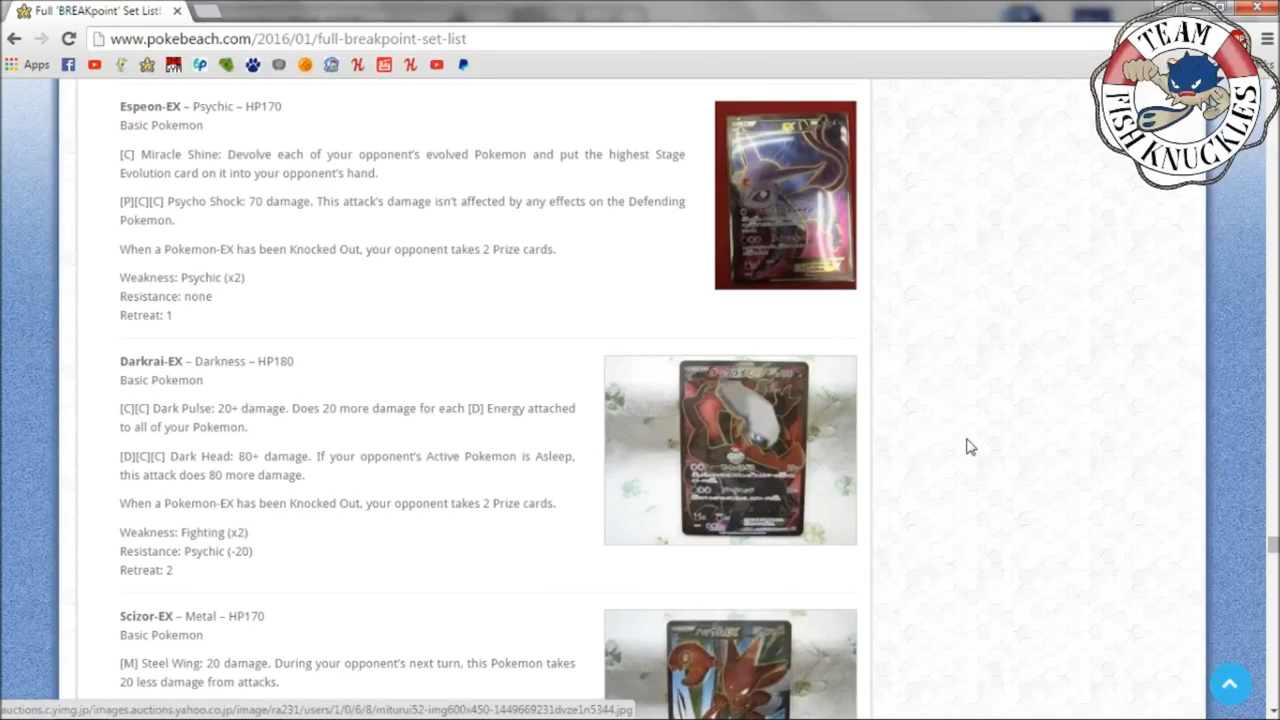 Full 'BREAKpoint' Set List!
www.pokebeach.com/2016/01/full-breakpoint-set-list
Apps
TEAM
FISH KNUCKLES
Espeon-EX – Psychic – HP170
Basic Pokemon
[C] Miracle Shine: Devolve each of your opponent's evolved Pokemon and put the highest Stage
Evolution card on it into your opponent's hand.
[P][C][C] Psycho Shock: 70 damage. This attack's damage isn't affected by any effects on the Defending
Pokemon.
When a Pokemon-EX has been Knocked Out, your opponent takes 2 Prize cards.
Weakness: Psychic (x2)
Resistance: none
Retreat: 1
Darkrai-EX – Darkness – HP180
Basic Pokemon
[C][C] Dark Pulse: 20+ damage. Does 20 more damage for each [D] Energy attached
to all of your Pokemon.
[D][C][C] Dark Head: 80+ damage. If your opponent's Active Pokemon is Asleep,
this attack does 80 more damage.
When a Pokemon-EX has been Knocked Out, your opponent takes 2 Prize cards.
Weakness: Fighting (x2)
Resistance: Psychic (-20)
Retreat: 2
Scizor-EX – Metal – HP170
Basic Pokemon
[M] Steel Wing: 20 damage. During your opponent's next turn, this Pokemon takes
20 less damage from attacks.
auctions.c.yimg.jp/images.auctions.yahoo.co.jp/image/ra231/users/1/0/6/8/miturui52-img600x450-1449669231dvze1n5344.jpg